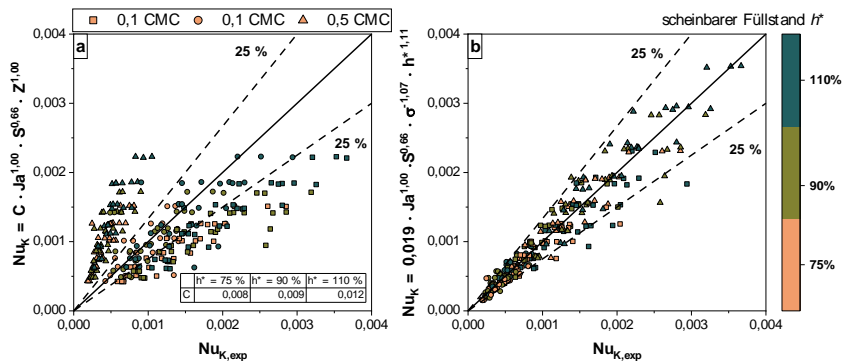 0,1 CMC 0,1 CMC 0,5 CMC
a
25 %
25 %
Nu_K = C · Ja^1,00 · S^0,66 · Z^1,00
0,004
0,003
0,002
0,001
0,000
h* = 75 % h* = 90 % h* = 110 %
C 0,008 0,009 0,012
0,000 0,001 0,002 0,003 0,004
Nu_K,exp
b
25 %
25 %
Nu_K = 0,019 · Ja^1,00 · S^0,66 · σ^-1,07 · h*^1,11
0,004
0,003
0,002
0,001
0,000
0,000 0,001 0,002 0,003 0,004
Nu_K,exp
scheinbarer Füllstand h*
110%
90%
75%